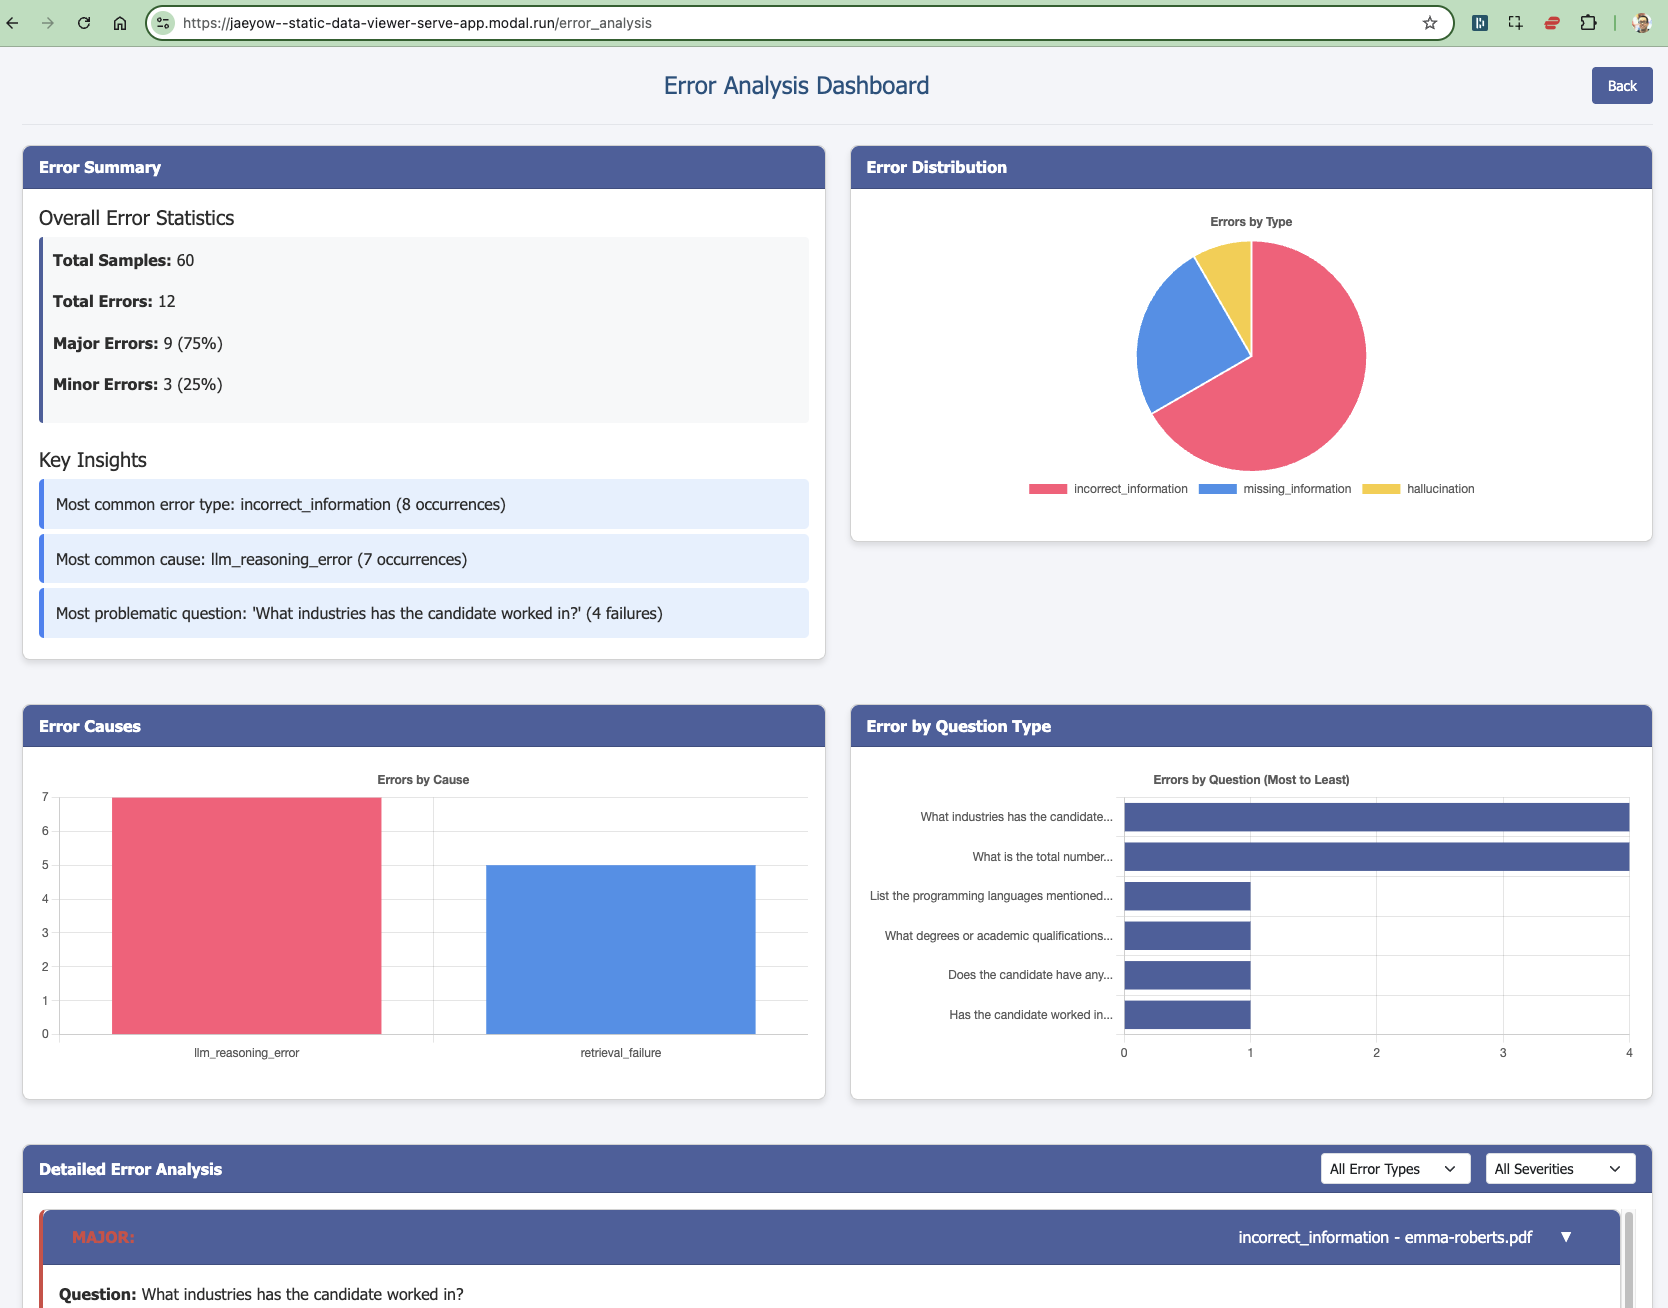 https://jaeyow--static-data-viewer-serve-app.modal.run/error_analysis
Error Analysis Dashboard
Back
Error Summary
Overall Error Statistics
Total Samples: 60
Total Errors: 12
Major Errors: 9 (75%)
Minor Errors: 3 (25%)
Key Insights
Most common error type: incorrect_information (8 occurrences)
Most common cause: llm_reasoning_error (7 occurrences)
Most problematic question: 'What industries has the candidate worked in?' (4 failures)
Error Distribution
Errors by Type
incorrect_information missing_information hallucination
Error Causes
Errors by Cause
7
6
5
4
3
2
1
0
llm_reasoning_error retrieval_failure
Error by Question Type
Errors by Question (Most to Least)
What industries has the candidate...
What is the total number...
List the programming languages mentioned...
What degrees or academic qualifications...
Does the candidate have any...
Has the candidate worked in...
0 1 2 3 4
Detailed Error Analysis
All Error Types
All Severities
MAJOR:
incorrect_information - emma-roberts.pdf
Question: What industries has the candidate worked in?